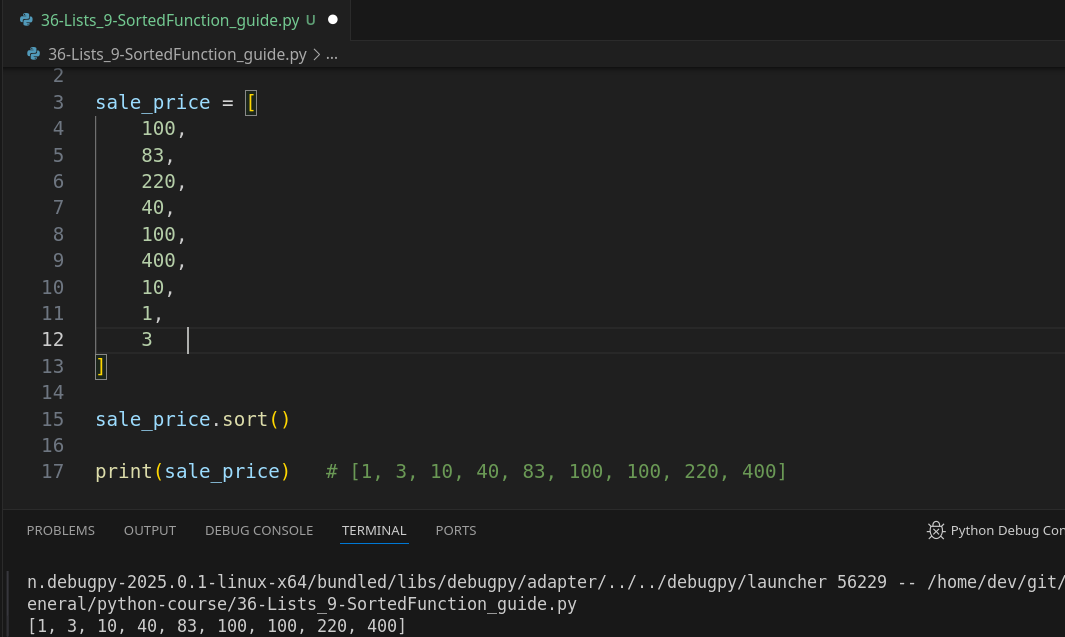 36-Lists_9-SortedFunction_guide.py U
36-Lists_9-SortedFunction_guide.py > ...
2
3 sale_price = [
4     100,
5     83,
6     220,
7     40,
8     100,
9     400,
10     10,
11     1,
12     3
13 ]
14
15 sale_price.sort()
16
17 print(sale_price)   # [1, 3, 10, 40, 83, 100, 100, 220, 400]
PROBLEMS OUTPUT DEBUG CONSOLE TERMINAL PORTS Python Debug Con
n.debugpy-2025.0.1-linux-x64/bundled/libs/debugpy/adapter/../../debugpy/launcher 56229 -- /home/dev/git/
eneral/python-course/36-Lists_9-SortedFunction_guide.py
[1, 3, 10, 40, 83, 100, 100, 220, 400]